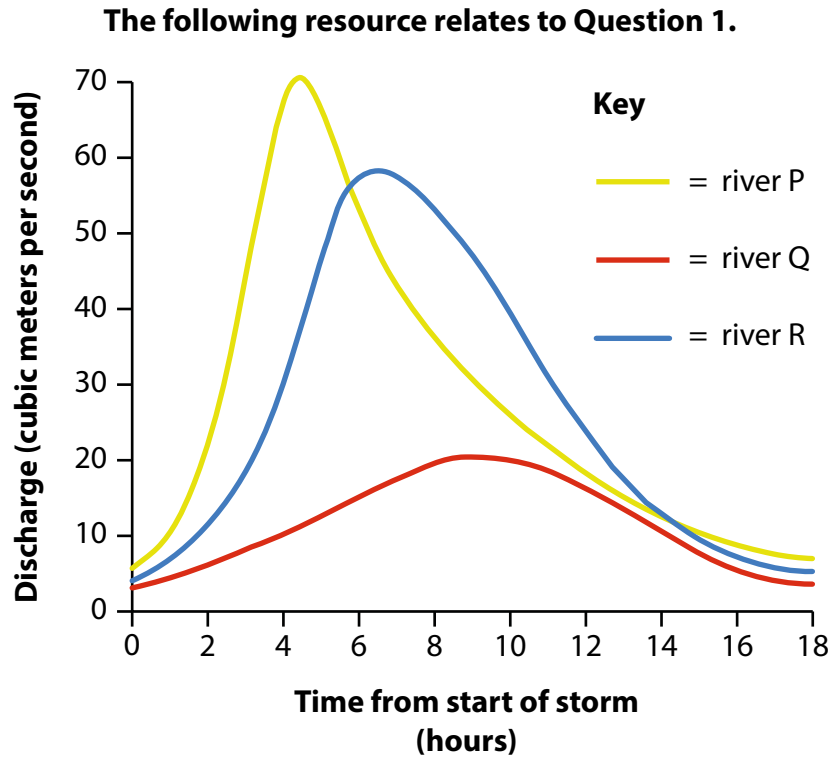 The following resource relates to Question 1.
Discharge (cubic meters per second)
70
60
50
40
30
20
10
0
0 2 4 6 8 10 12 14 16 18
Time from start of storm
(hours)
Key
= river P
= river Q
= river R